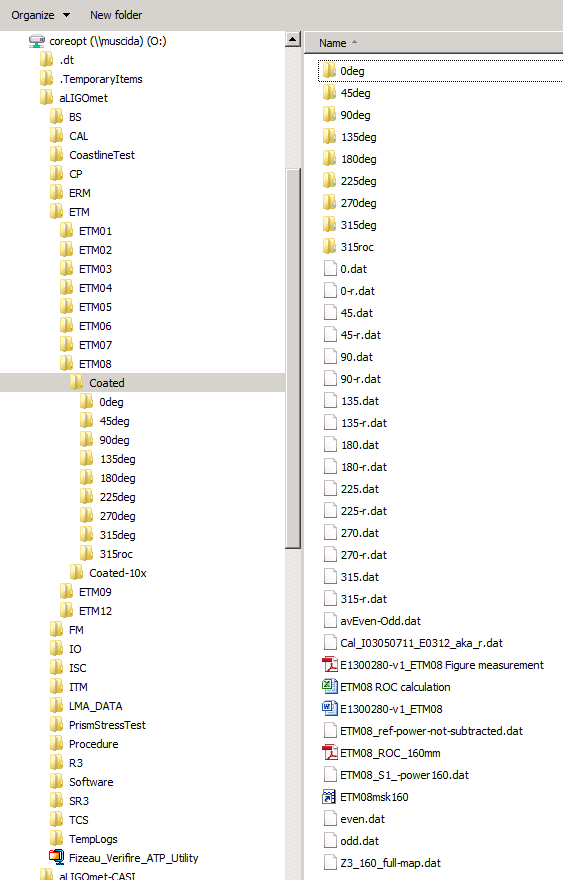 Organize New folder
coreopt (\\muscida) (O:)
.dt
.TemporaryItems
aLIGOmet
BS
CAL
CoastlineTest
CP
ERM
ETM
ETM01
ETM02
ETM03
ETM04
ETM05
ETM06
ETM07
ETM08
Coated
0deg
45deg
90deg
135deg
180deg
225deg
270deg
315deg
315roc
Coated-10x
ETM09
ETM12
FM
IO
ISC
ITM
LMA_DATA
PrismStressTest
Procedure
R3
Software
SR3
TCS
TempLogs
Fizeau_Verifire_ATP_Utility
aLIGOmet-CASI
Name
0deg
45deg
90deg
135deg
180deg
225deg
270deg
315deg
315roc
0.dat
0-r.dat
45.dat
45-r.dat
90.dat
90-r.dat
135.dat
135-r.dat
180.dat
180-r.dat
225.dat
225-r.dat
270.dat
270-r.dat
315.dat
315-r.dat
avEven-Odd.dat
Cal_I03050711_E0312_aka_r.dat
E1300280-v1_ETM08 Figure measurement
ETM08 ROC calculation
E1300280-v1_ETM08
ETM08_ref-power-not-subtracted.dat
ETM08_ROC_160mm
ETM08_S1_-power160.dat
ETM08msk160
even.dat
odd.dat
Z3_160_full-map.dat